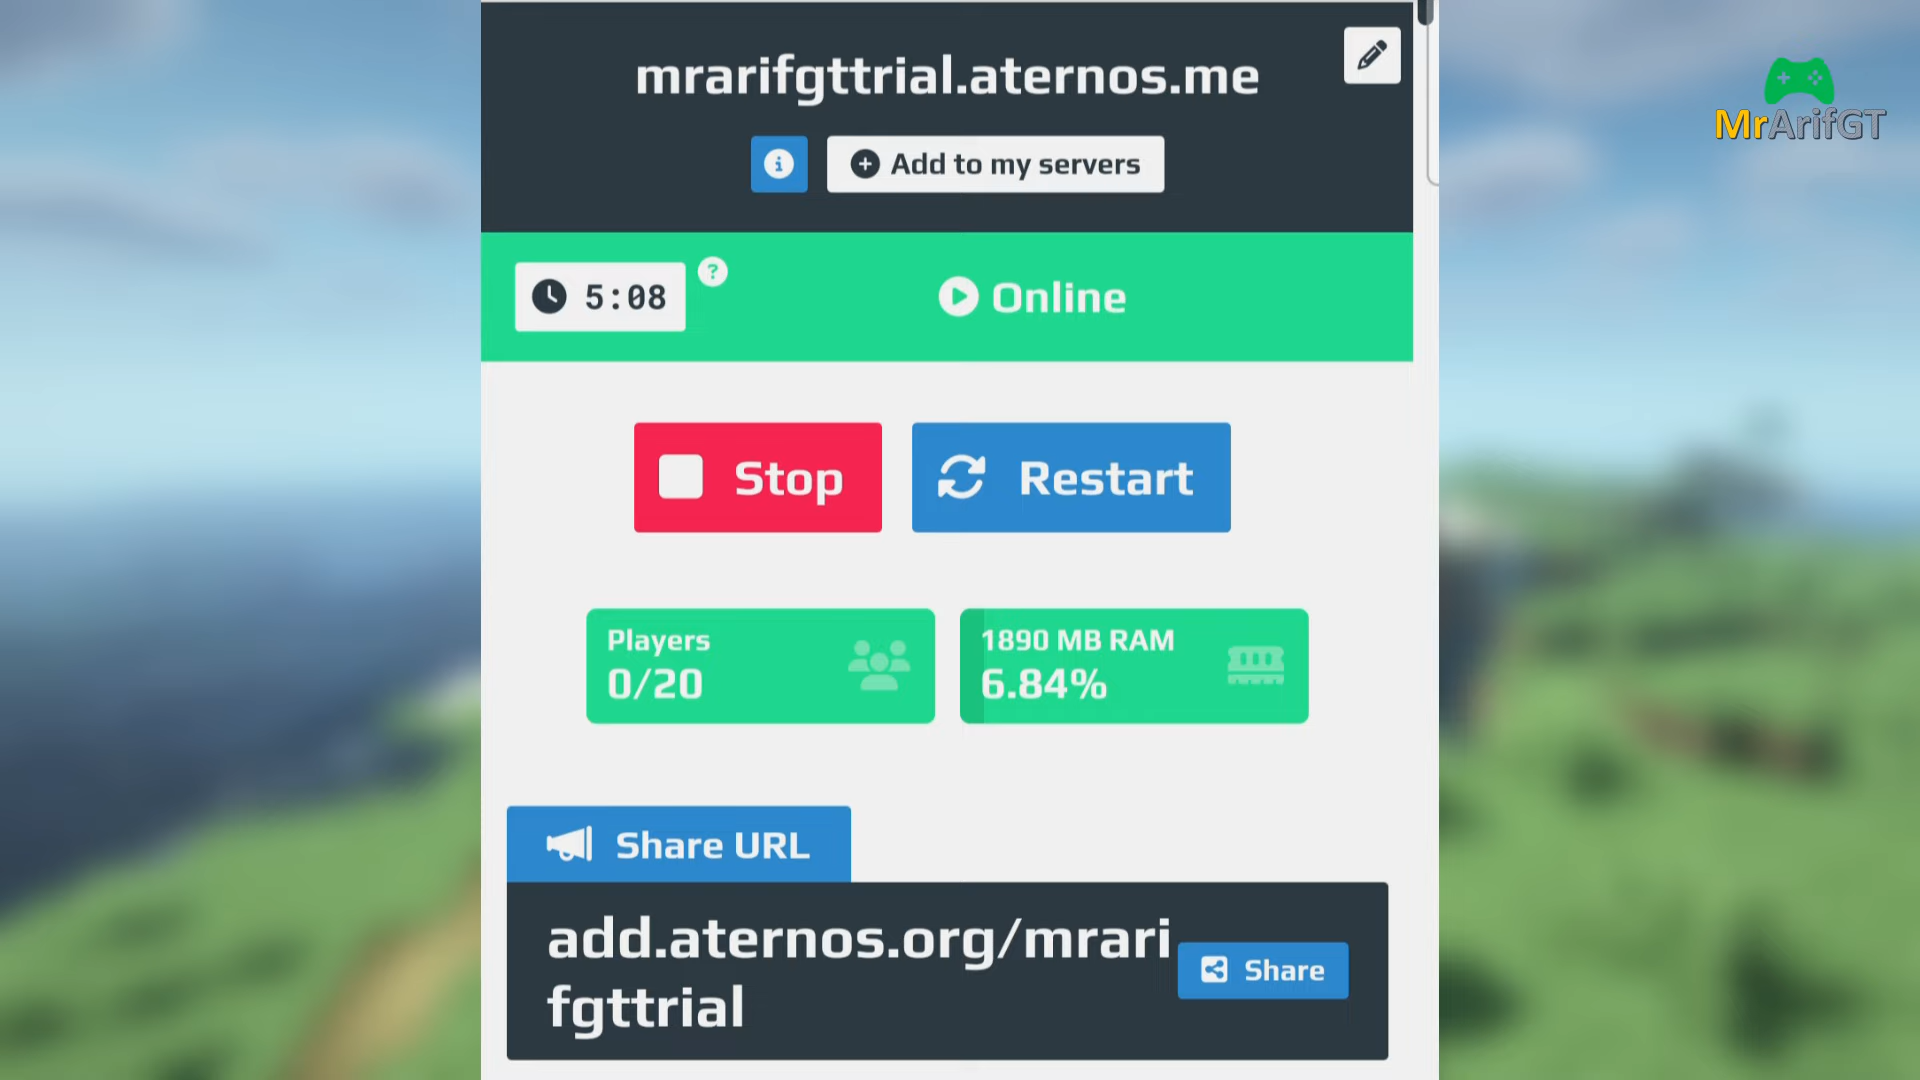 mrarifgttrial.aternos.me
MrArifGT
Add to my servers
5:08
?
Online
Stop
Restart
Players
0/20
1890 MB RAM
6.84%
Share URL
add.aternos.org/mrari
fgttrial
Share